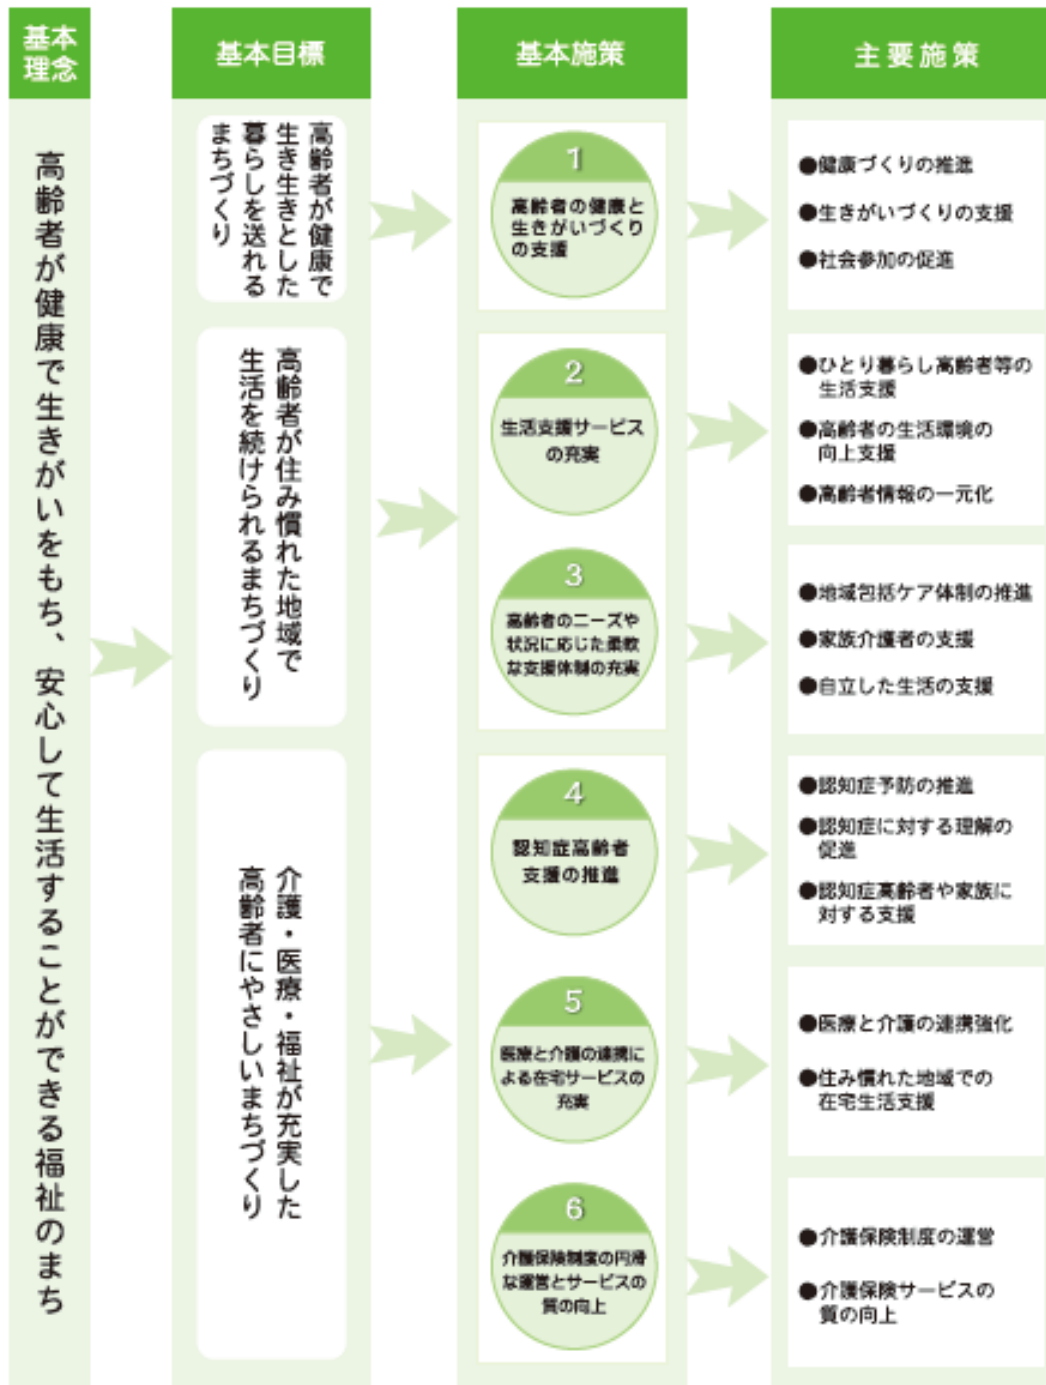 基本
理念
高齢者が健康で生きがいをもち、安心して生活することができる福祉のまち
基本目標
高齢者が健康で
生き生きとした
暮らしを送れる
まちづくり
高齢者が住み慣れた地域で
生活を続けられるまちづくり
介護・医療・福祉が充実した
高齢者にやさしいまちづくり
基本施策
1
高齢者の健康と
生きがいづくり
の支援
2
生活支援サービス
の充実
3
高齢者のニーズや
状況に応じた柔軟
な支援体制の充実
4
認知症高齢者
支援の推進
5
医療と介護の連携に
よる在宅サービスの
充実
6
介護保険制度の円滑
な運営とサービスの
質の向上
主要施策
●健康づくりの推進
●生きがいづくりの支援
●社会参加の促進
●ひとり暮らし高齢者等の
生活支援
●高齢者の生活環境の
向上支援
●高齢者情報の一元化
●地域包括ケア体制の推進
●家族介護者の支援
●自立した生活の支援
●認知症予防の推進
●認知症に対する理解の
促進
●認知症高齢者や家族に
対する支援
●医療と介護の連携強化
●住み慣れた地域での
在宅生活支援
●介護保険制度の運営
●介護保険サービスの
質の向上